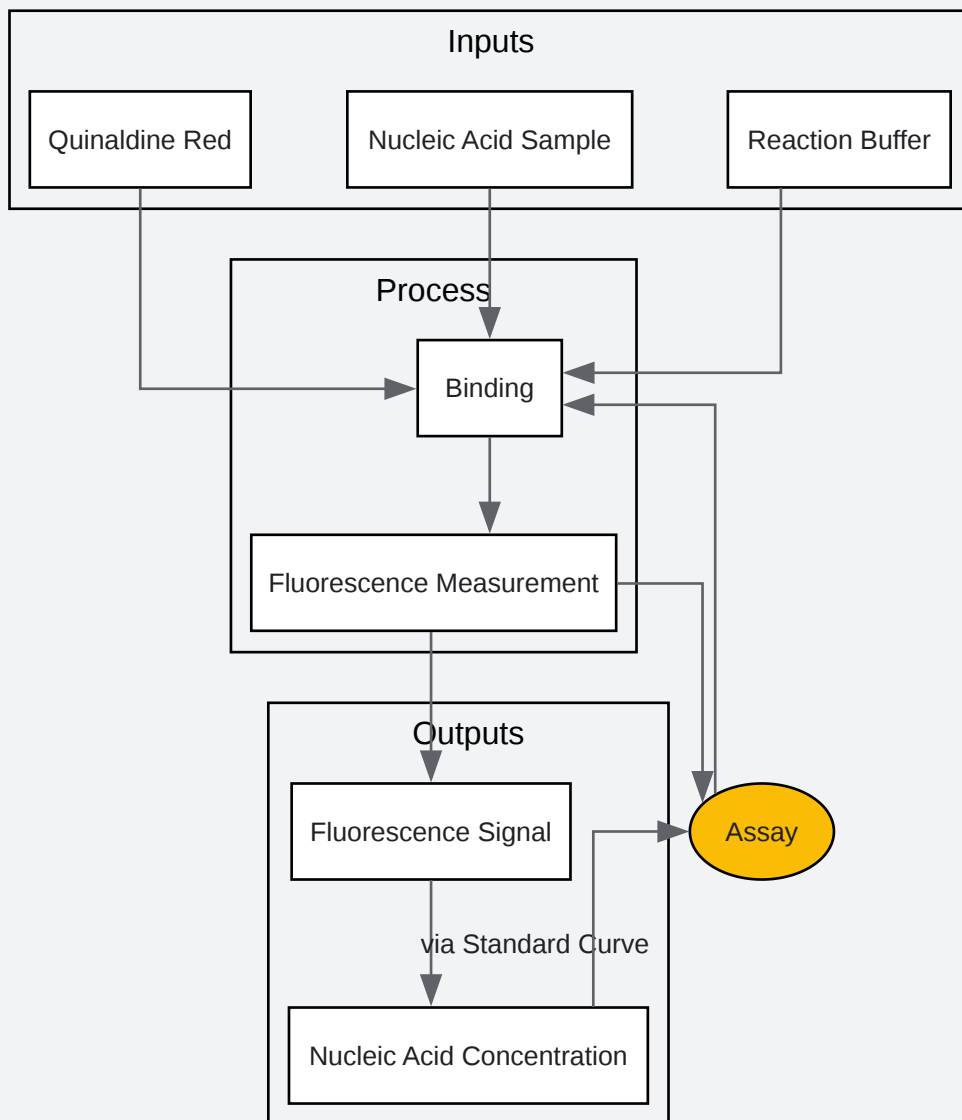 Inputs
Quinaldine Red
Nucleic Acid Sample
Reaction Buffer
Process
Binding
Fluorescence Measurement
Outputs
Fluorescence Signal
Assay
via Standard Curve
Nucleic Acid Concentration